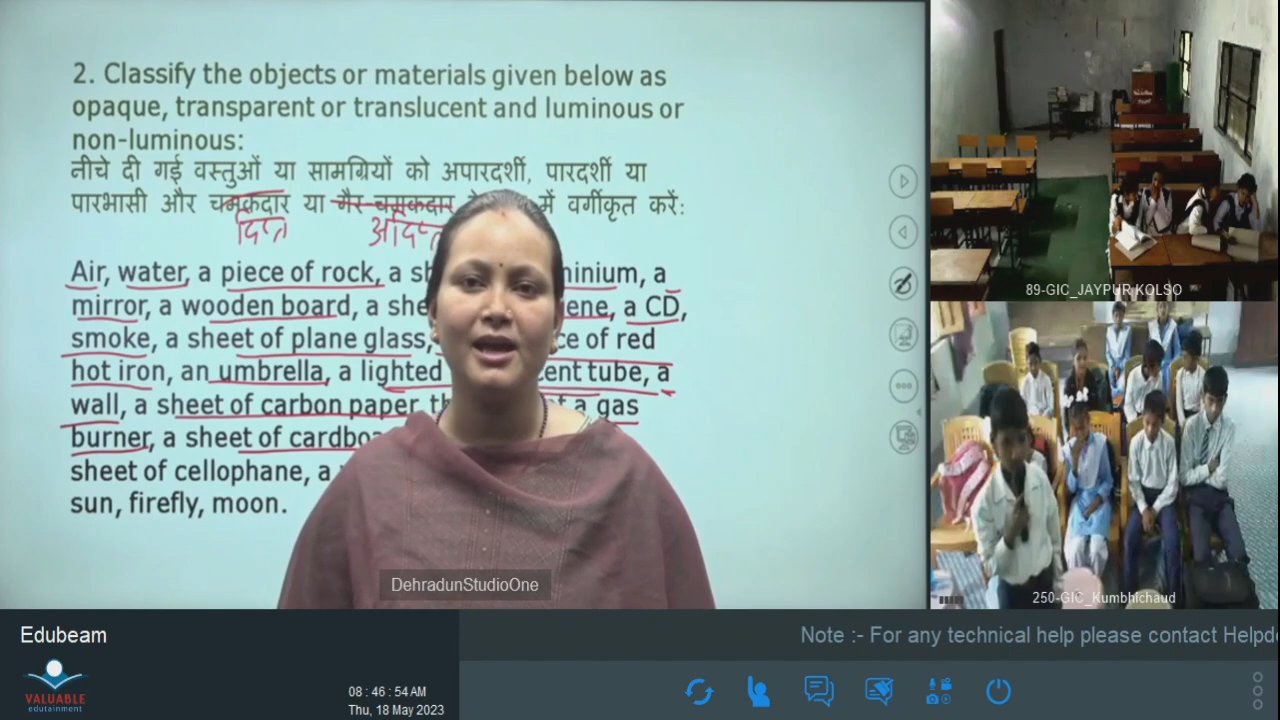 2. Classify the objects or materials given below as
opaque, transparent or translucent and luminous or
non-luminous:
नीचे दी गई वस्तुओं या सामग्रियों को अपारदर्शी, पारदर्शी या
पारभासी और चमकदार या गैर-चमकदार में वर्गीकृत करें:
दिप्त
Air, water, a piece of rock, a minium, a
mirror, a wooden board, a she ene, a CD,
smoke, a sheet of plane glass, ce of red
hot iron, an umbrella, a lighted cent tube, a
wall, a sheet of carbon paper, a gas
burner, a sheet of
sheet of cellophane, a
sun, firefly, moon.
DehradunStudioOne
89-GIC_JAYPUR KOLSO
250-GIC_Kumbhichaud
Edubeam
VALUABLE
edutainment
08 : 46 : 54 AM
Thu, 18 May 2023
Note :- For any technical help please contact Helpd